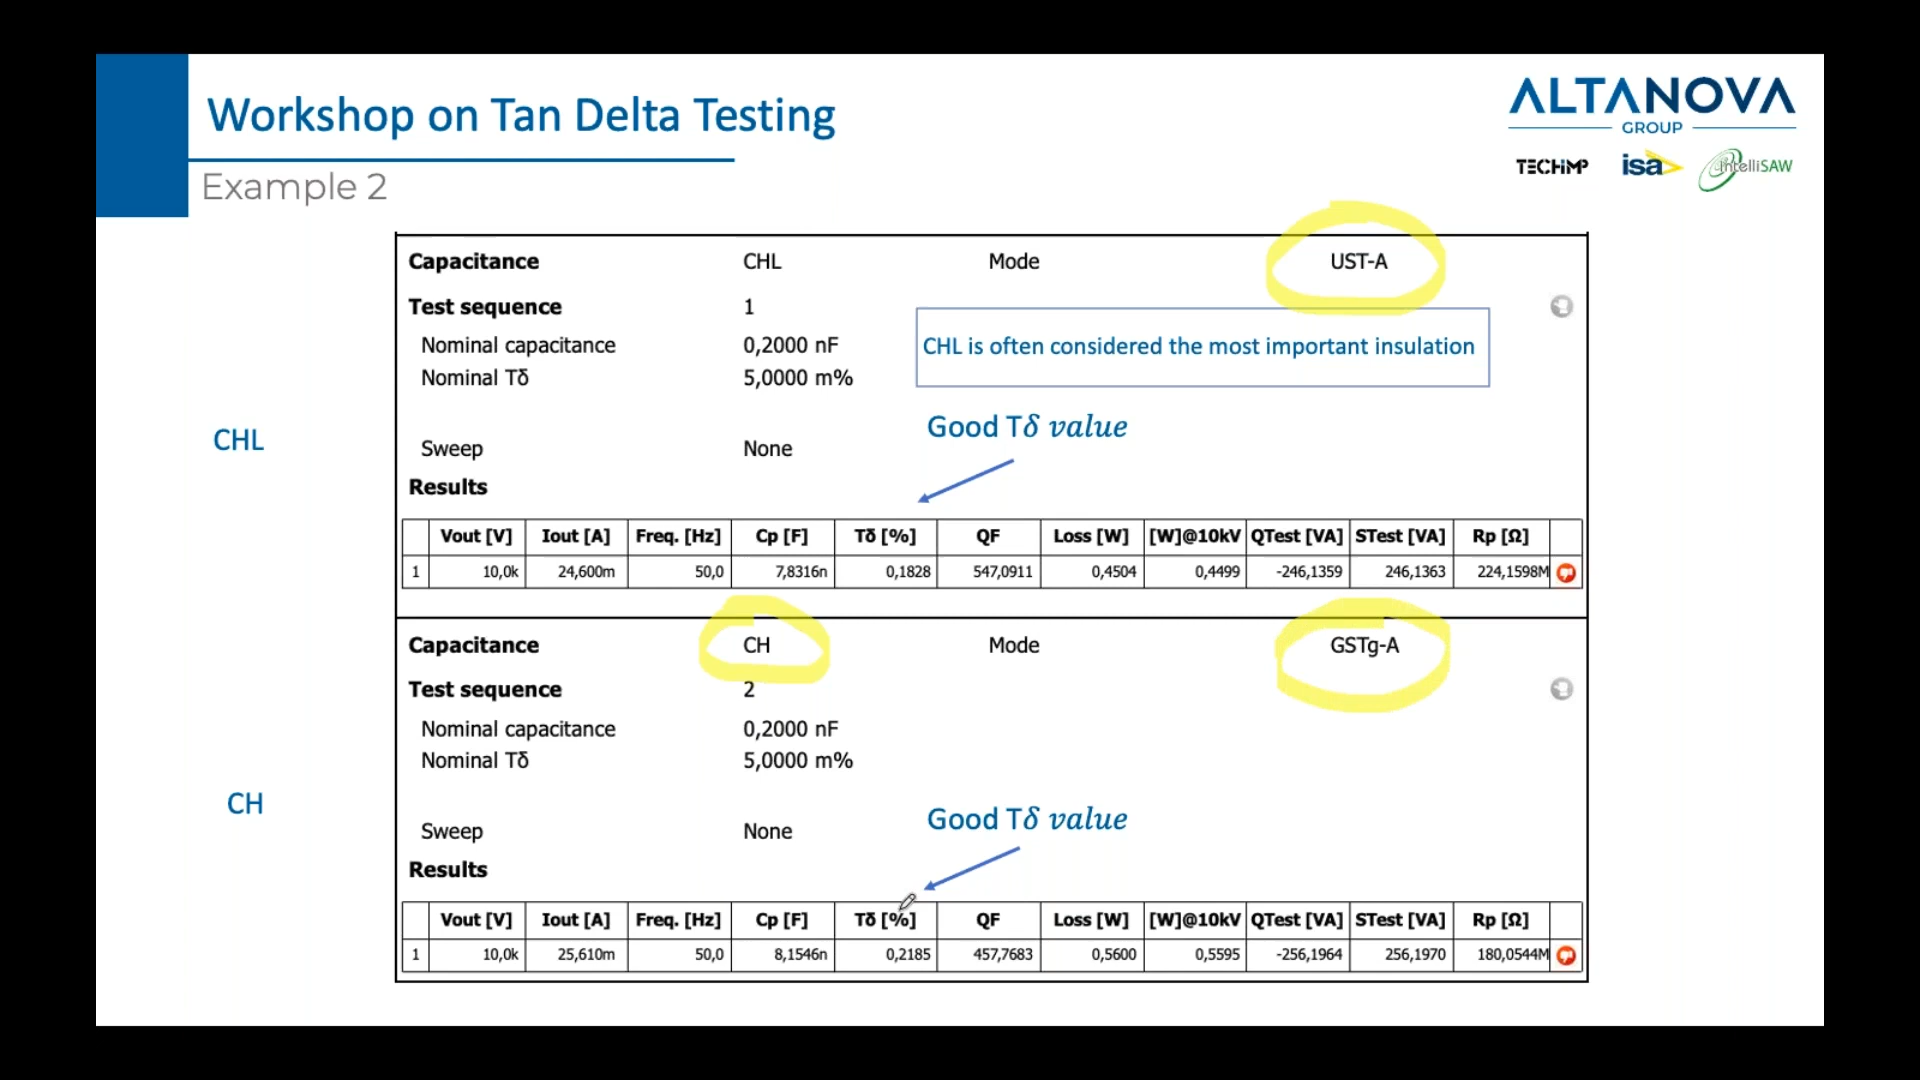 Workshop on Tan Delta Testing
Example 2
ALTANOVA
GROUP
TECHIMP isa intelliSAW
Capacitance CHL Mode UST-A
Test sequence 1
Nominal capacitance 0,2000 nF
CHL is often considered the most important insulation
Nominal Tδ 5,0000 m%
Good Tδ value
CHL
Sweep None
Results
Vout [V] Iout [A] Freq. [Hz] Cp [F] Tδ [%] QF Loss [W] [W]@10kV QTest [VA] STest [VA] Rp [Ω]
1 10,0k 24,600m 50,0 7,8316n 0,1828 547,0911 0,4504 0,4499 -246,1359 246,1363 224,1598M
Capacitance CH Mode GSTg-A
Test sequence 2
Nominal capacitance 0,2000 nF
Nominal Tδ 5,0000 m%
CH
Good Tδ value
Sweep None
Results
Vout [V] Iout [A] Freq. [Hz] Cp [F] Tδ [%] QF Loss [W] [W]@10kV QTest [VA] STest [VA] Rp [Ω]
1 10,0k 25,610m 50,0 8,1546n 0,2185 457,7683 0,5600 0,5595 -256,1964 256,1970 180,0544M